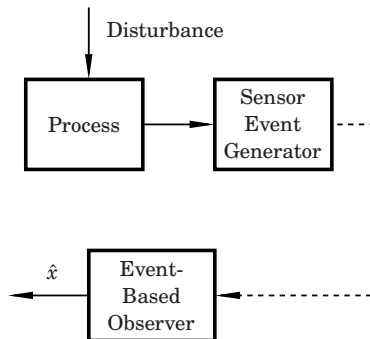 Disturbance
Process
Sensor
Event
Generator
x̂
Event-
Based
Observer